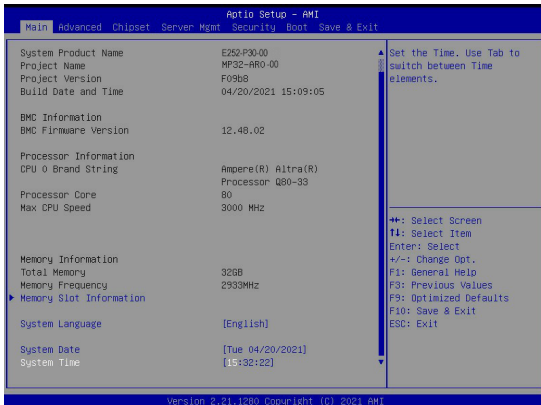 Aptio Setup - AMI
Main Advanced Chipset Server Mgmt Security Boot Save & Exit
System Product Name E252-P30-00
Project Name MP32-AR0-00
Project Version F09b8
Build Date and Time 04/20/2021 15:09:05
BMC Information
BMC Firmware Version 12.48.02
Processor Information
CPU 0 Brand String Ampere(R) Altra(R)
Processor Q80-33
Processor Core 80
Max CPU Speed 3000 MHz
Memory Information
Total Memory 32GB
Memory Frequency 2933MHz
Memory Slot Information
System Language [English]
System Date [Tue 04/20/2021]
System Time [15:32:22]
Set the Time. Use Tab to
switch between Time
elements.
→←: Select Screen
↑↓: Select Item
Enter: Select
+/-: Change Opt.
F1: General Help
F3: Previous Values
F9: Optimized Defaults
F10: Save & Exit
ESC: Exit
Version 2.21.1280 Copyright (C) 2021 AMI